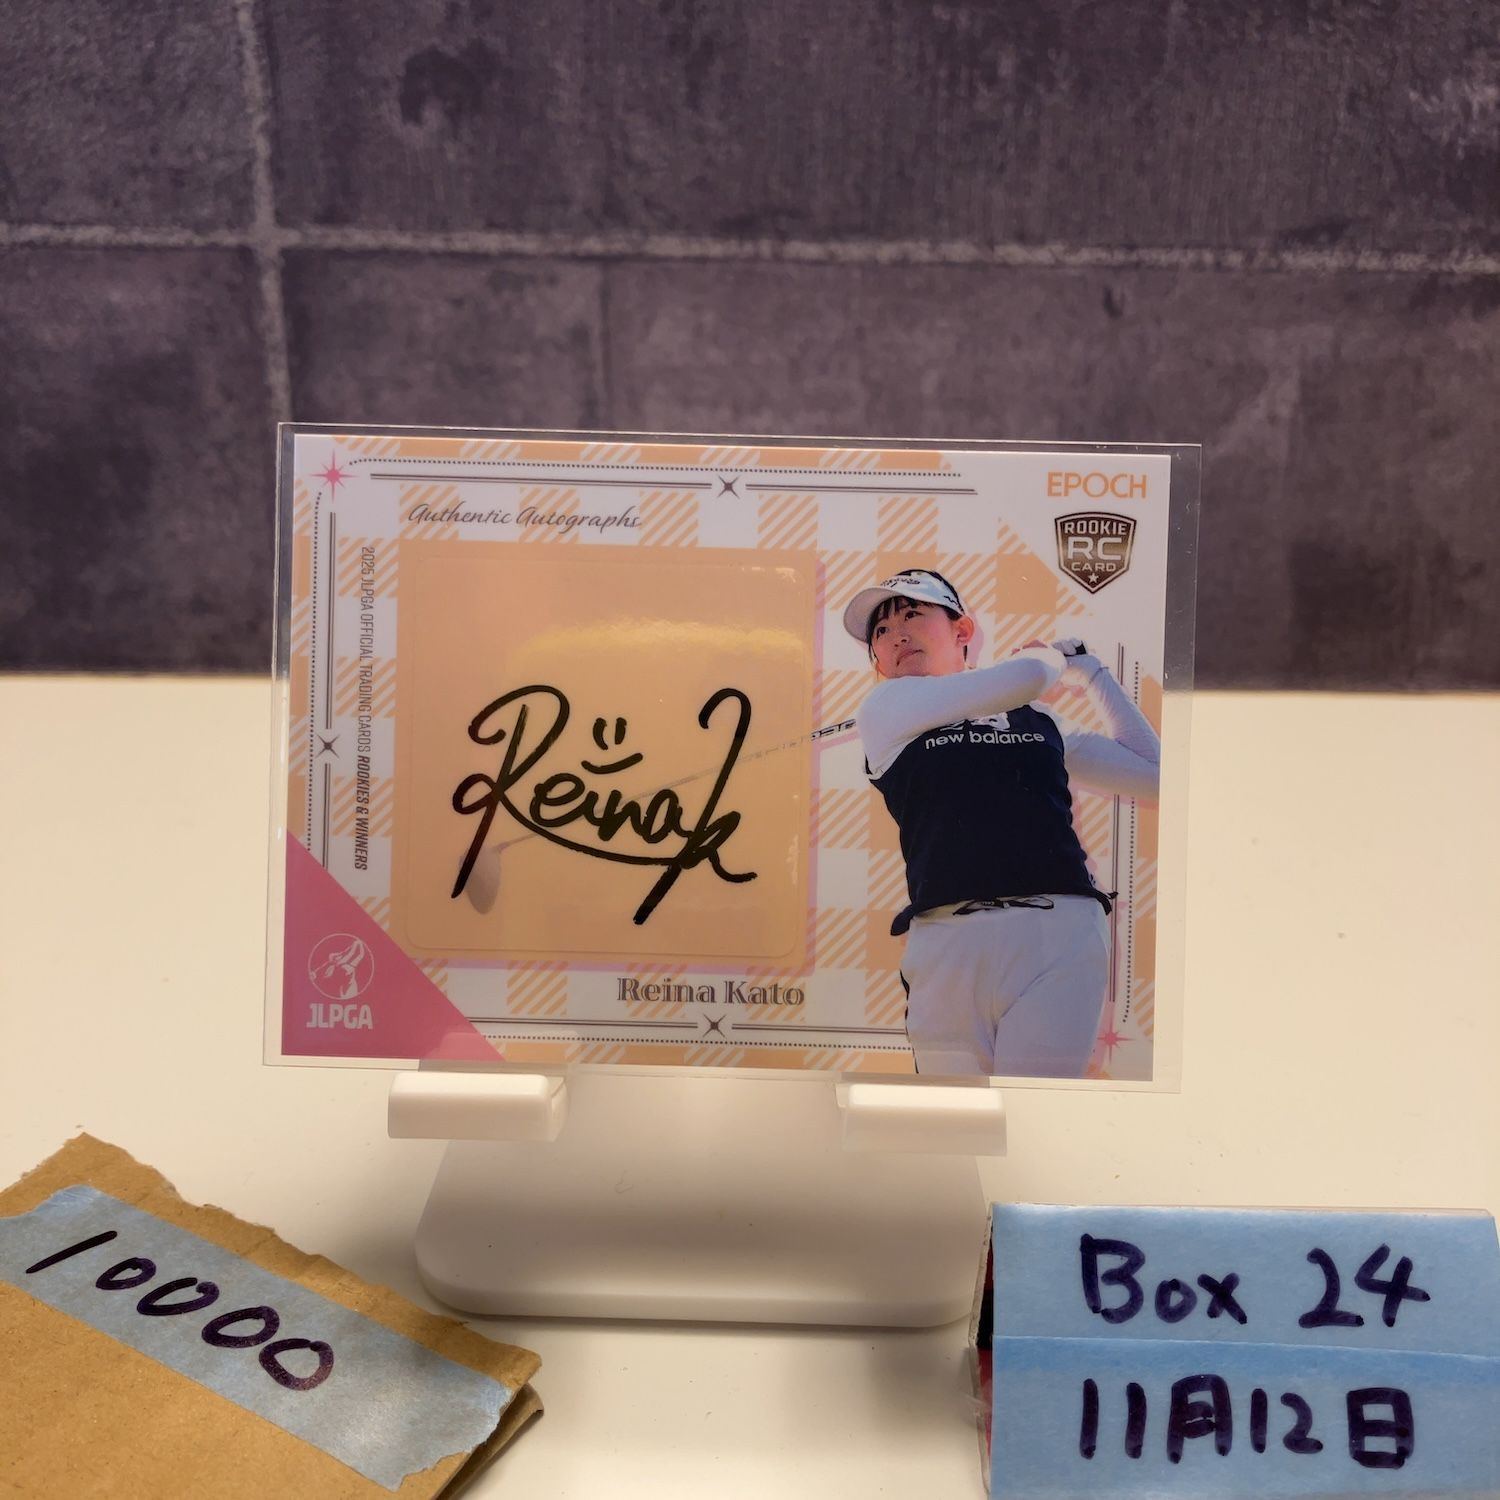 EPOCH
ROOKIE
RC
CARD
Authentic Autographs
2025 JLPGA OFFICIAL TRADING CARDS ROOKIES & WINNERS
Reina K
new balance
Reina Kato
JLPGA
10000
Box 24
11月12日